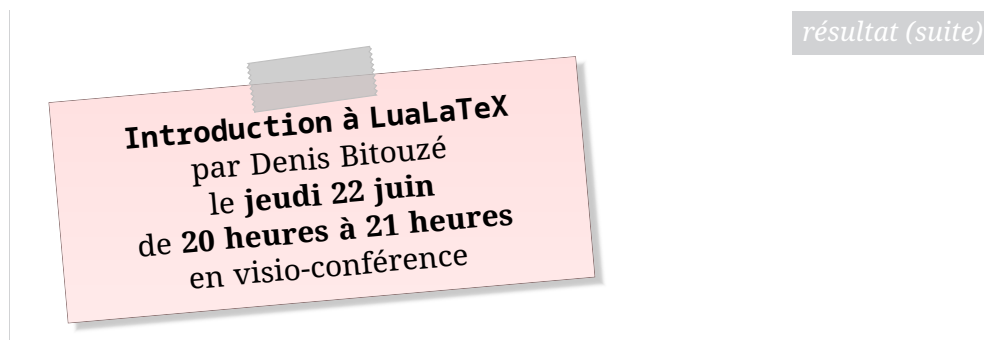 résultat (suite)
Introduction à LuaLaTeX
par Denis Bitouzé
le jeudi 22 juin
de 20 heures à 21 heures
en visio-conférence